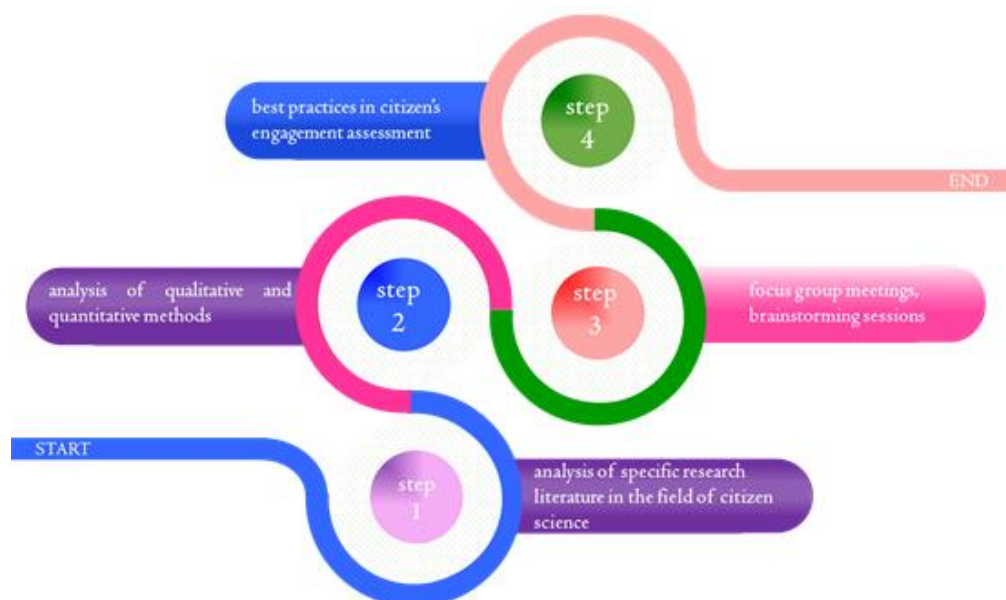 best practices in citizen's
engagement assessment
step
4
END
analysis of qualitative and
quantitative methods
step
2
step
3
focus group meetings,
brainstorming sessions
START
step
1
analysis of specific research
literature in the field of citizen
science